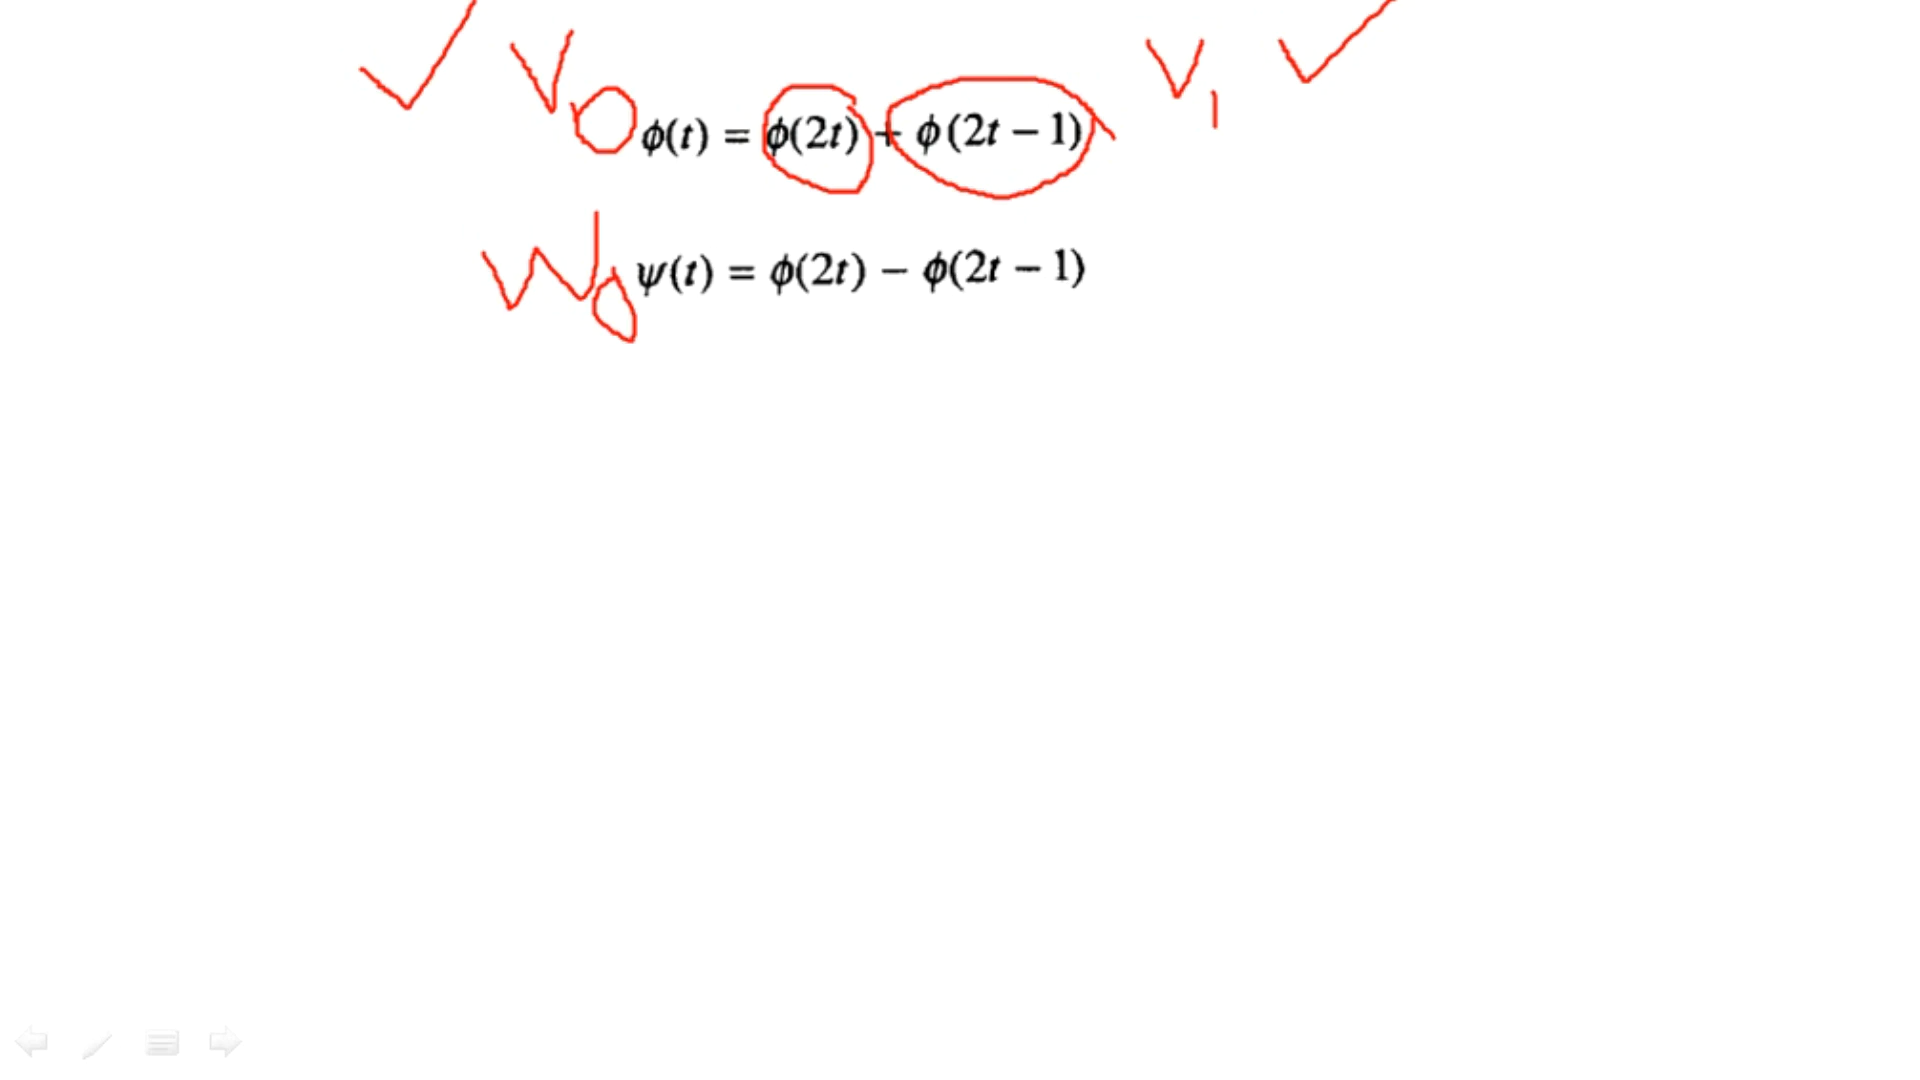 V0 ϕ(t) = ϕ(2t) + ϕ(2t − 1) V1
W0 ψ(t) = ϕ(2t) − ϕ(2t − 1)